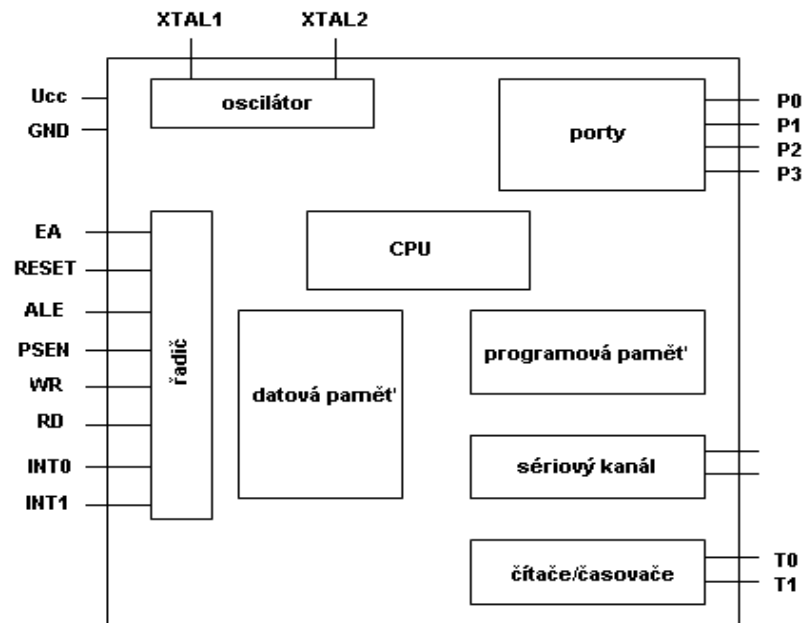 XTAL1 XTAL2
oscilátor
Ucc
GND
porty
P0
P1
P2
P3
EA
RESET
ALE
PSEN
WR
RD
INT0
INT1
řadič
CPU
datová paměť
programová paměť
sériový kanál
čítače/časovače
T0
T1